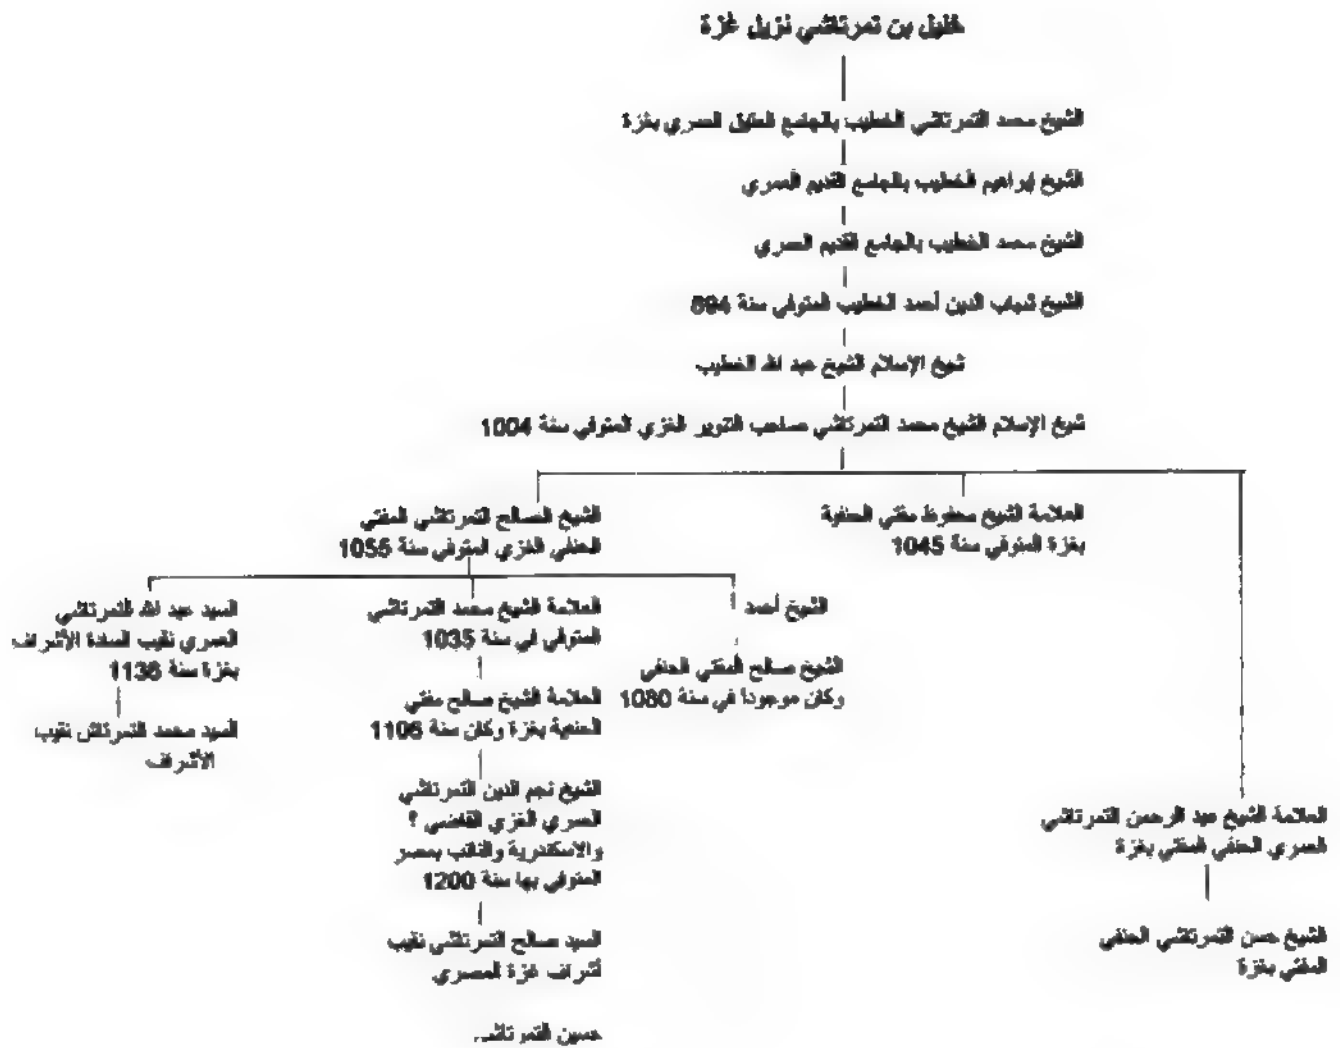 خليل بن تمرتاشي نزيل غزة
الشيخ محمد التمرتاشي الخطيب بالجامع العتيق العمري بغزة
الشيخ إبراهيم الخطيب بالجامع القديم العمري
الشيخ محمد الخطيب بالجامع القديم العمري
الشيخ شهاب الدين أحمد الخطيب المتوفي سنة 894
شيخ الإسلام الشيخ عبد الله الخطيب
شيخ الإسلام الشيخ محمد التمرتاشي صاحب التنوير الغزي المتوفي سنة 1004
العلامة الشيخ محفوظ مفتي الحنفية
بغزة المتوفي سنة 1045
الشيخ الصالح التمرتاشي المفتي
الحنفي الغزي المتوفي سنة 1055
الشيخ أحمد
الشيخ صالح المفتي الحنفي
وكان موجوداً في سنة 1080
العلامة الشيخ محمد التمرتاشي
المتوفي في سنة 1035
العلامة الشيخ صالح مفتي
الحنفية بغزة وكان سنة 1106
الشيخ نجم الدين التمرتاشي
العمري الغزي القاضي ؟
والاسكندرية والنائب بمصر
المتوفي بها سنة 1200
السيد صالح التمرتاشي نقيب
أشراف غزة العمري
حسين التمرتاشي
السيد عبد الله التمرتاشي
العمري نقيب السادة الأشراف
بغزة سنة 1136
السيد محمد التمرتاش نقيب
الأشراف
العلامة الشيخ عبد الرحمن التمرتاشي
العمري الحنفي المفتي بغزة
الشيخ حسن التمرتاشي الحنفي
المفتي بغزة